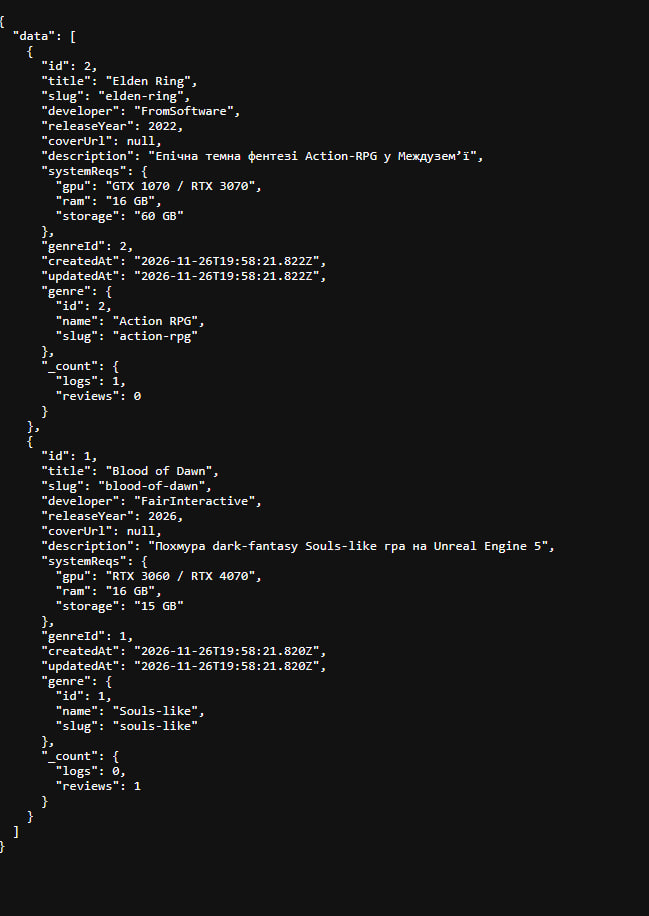 {
  "data": [
    {
      "id": 2,
      "title": "Elden Ring",
      "slug": "elden-ring",
      "developer": "FromSoftware",
      "releaseYear": 2022,
      "coverUrl": null,
      "description": "Епічна темна фентезі Action-RPG у Междузем’ї",
      "systemReqs": {
        "gpu": "GTX 1070 / RTX 3070",
        "ram": "16 GB",
        "storage": "60 GB"
      },
      "genreId": 2,
      "createdAt": "2026-11-26T19:58:21.822Z",
      "updatedAt": "2026-11-26T19:58:21.822Z",
      "genre": {
        "id": 2,
        "name": "Action RPG",
        "slug": "action-rpg"
      },
      "_count": {
        "logs": 1,
        "reviews": 0
      }
    },
    {
      "id": 1,
      "title": "Blood of Dawn",
      "slug": "blood-of-dawn",
      "developer": "FairInteractive",
      "releaseYear": 2026,
      "coverUrl": null,
      "description": "Похмура dark-fantasy Souls-like гра на Unreal Engine 5",
      "systemReqs": {
        "gpu": "RTX 3060 / RTX 4070",
        "ram": "16 GB",
        "storage": "15 GB"
      },
      "genreId": 1,
      "createdAt": "2026-11-26T19:58:21.820Z",
      "updatedAt": "2026-11-26T19:58:21.820Z",
      "genre": {
        "id": 1,
        "name": "Souls-like",
        "slug": "souls-like"
      },
      "_count": {
        "logs": 0,
        "reviews": 1
      }
    }
  ]
}